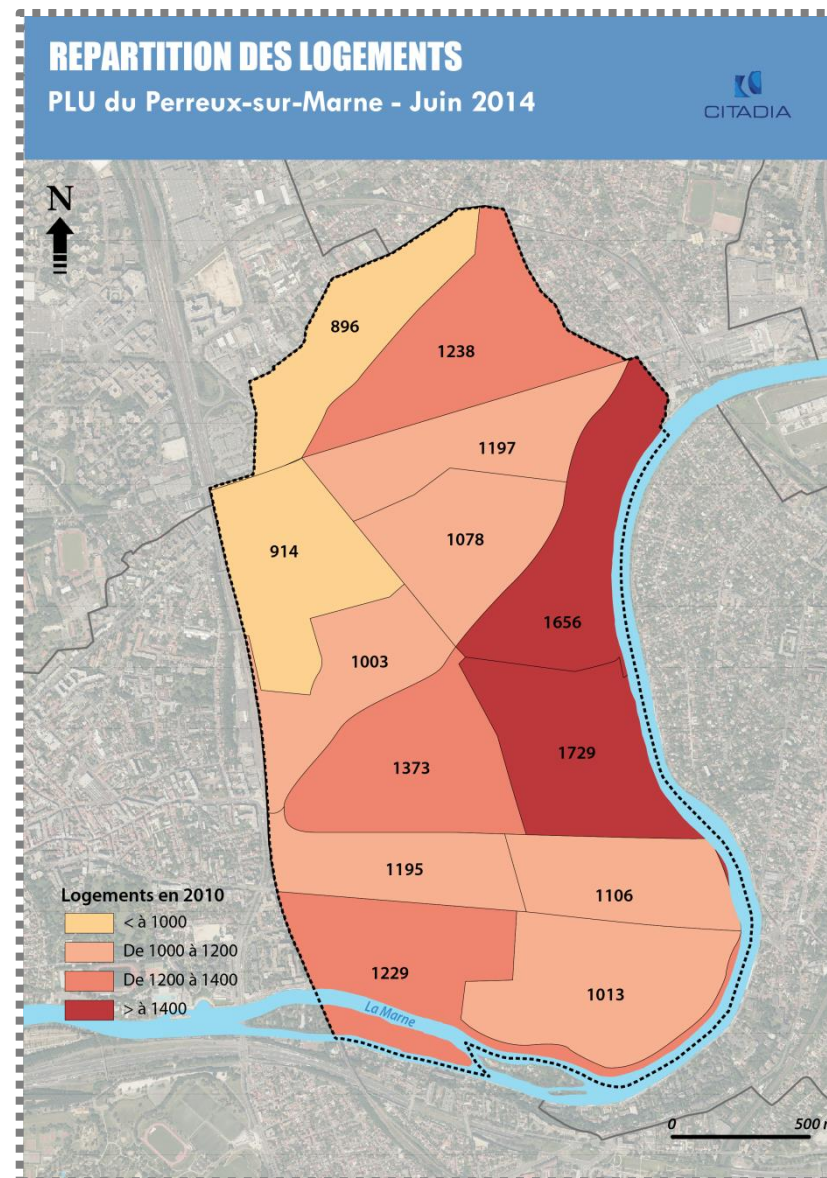 REPARTITION DES LOGEMENTS
PLU du Perreux-sur-Marne - Juin 2014
CITADIA
N
896
1238
1197
1078
914
1656
1003
1729
1373
1195
1106
Logements en 2010
< à 1000
De 1000 à 1200
De 1200 à 1400
> à 1400
1229
1013
La Marne
0 500 m